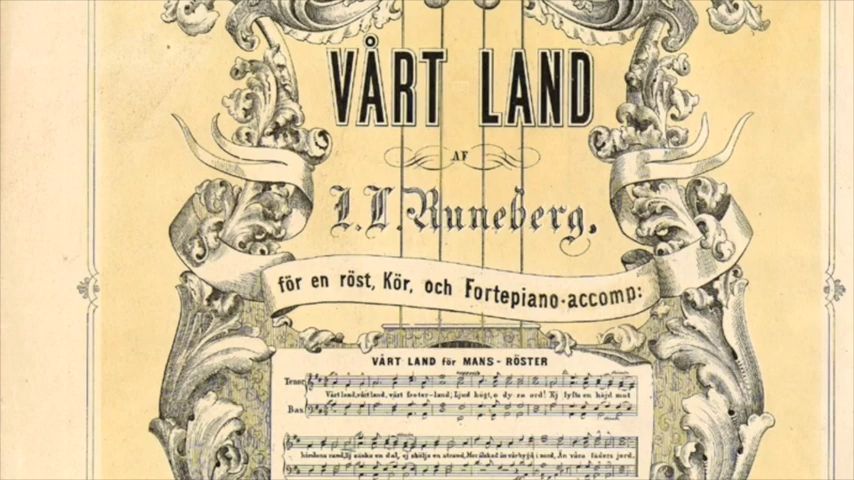 VÅRT LAND
AF
J.L. Runeberg.
för en röst, Kör, och Fortepiano-accomp:
VÅRT LAND för MANS-RÖSTER
Tenor
Vårt land, vårt land, vårt foster-land, Ljud högt, o dy ra ord! Ej lyfts en höjd mot
Bas
himlens rand, Ej sänks en dal, ej sköljs en strand, Mer älskad än vår bygd i nord, Än våra fäders jord.